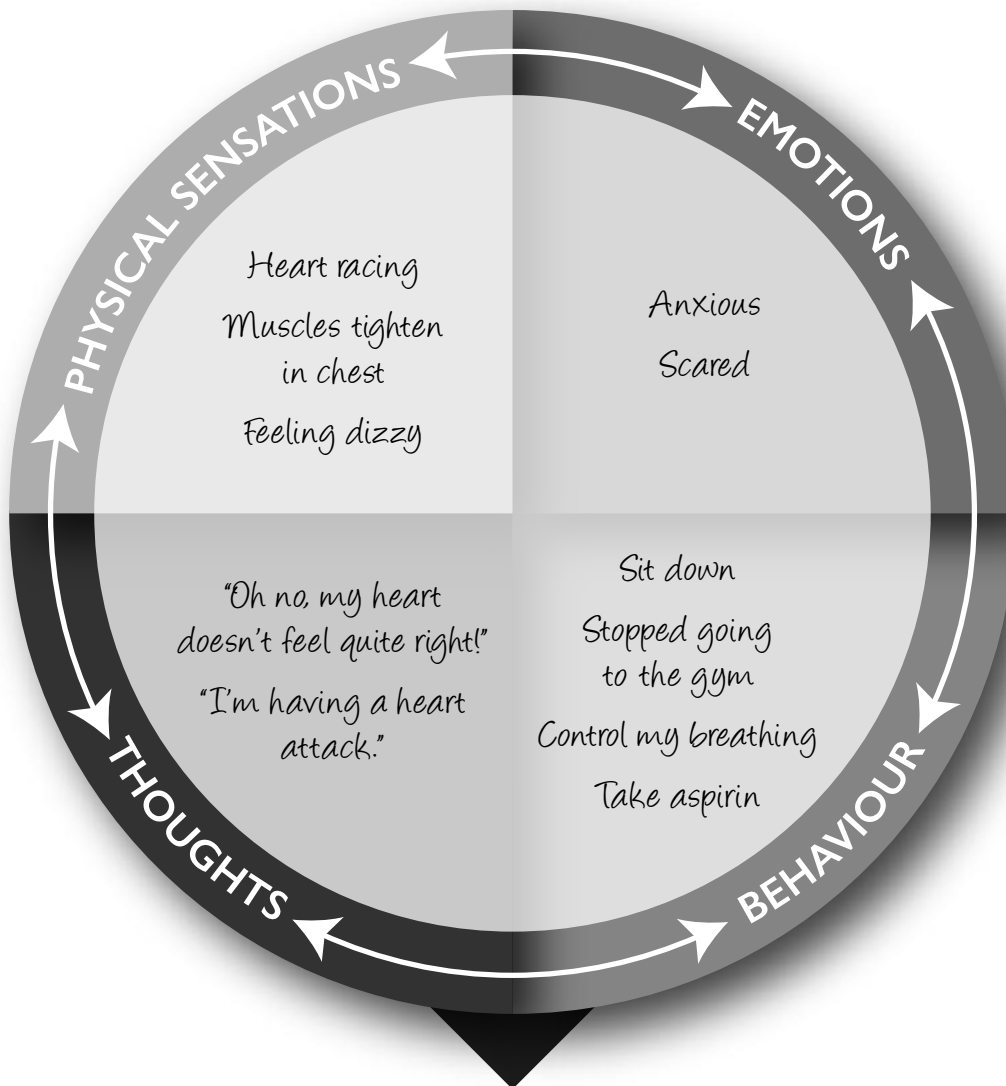 PHYSICAL SENSATIONS
Heart racing
Muscles tighten
in chest
Feeling dizzy
EMOTIONS
Anxious
Scared
THOUGHTS
“Oh no, my heart
doesn’t feel quite right!”
“I’m having a heart
attack.”
BEHAVIOUR
Sit down
Stopped going
to the gym
Control my breathing
Take aspirin